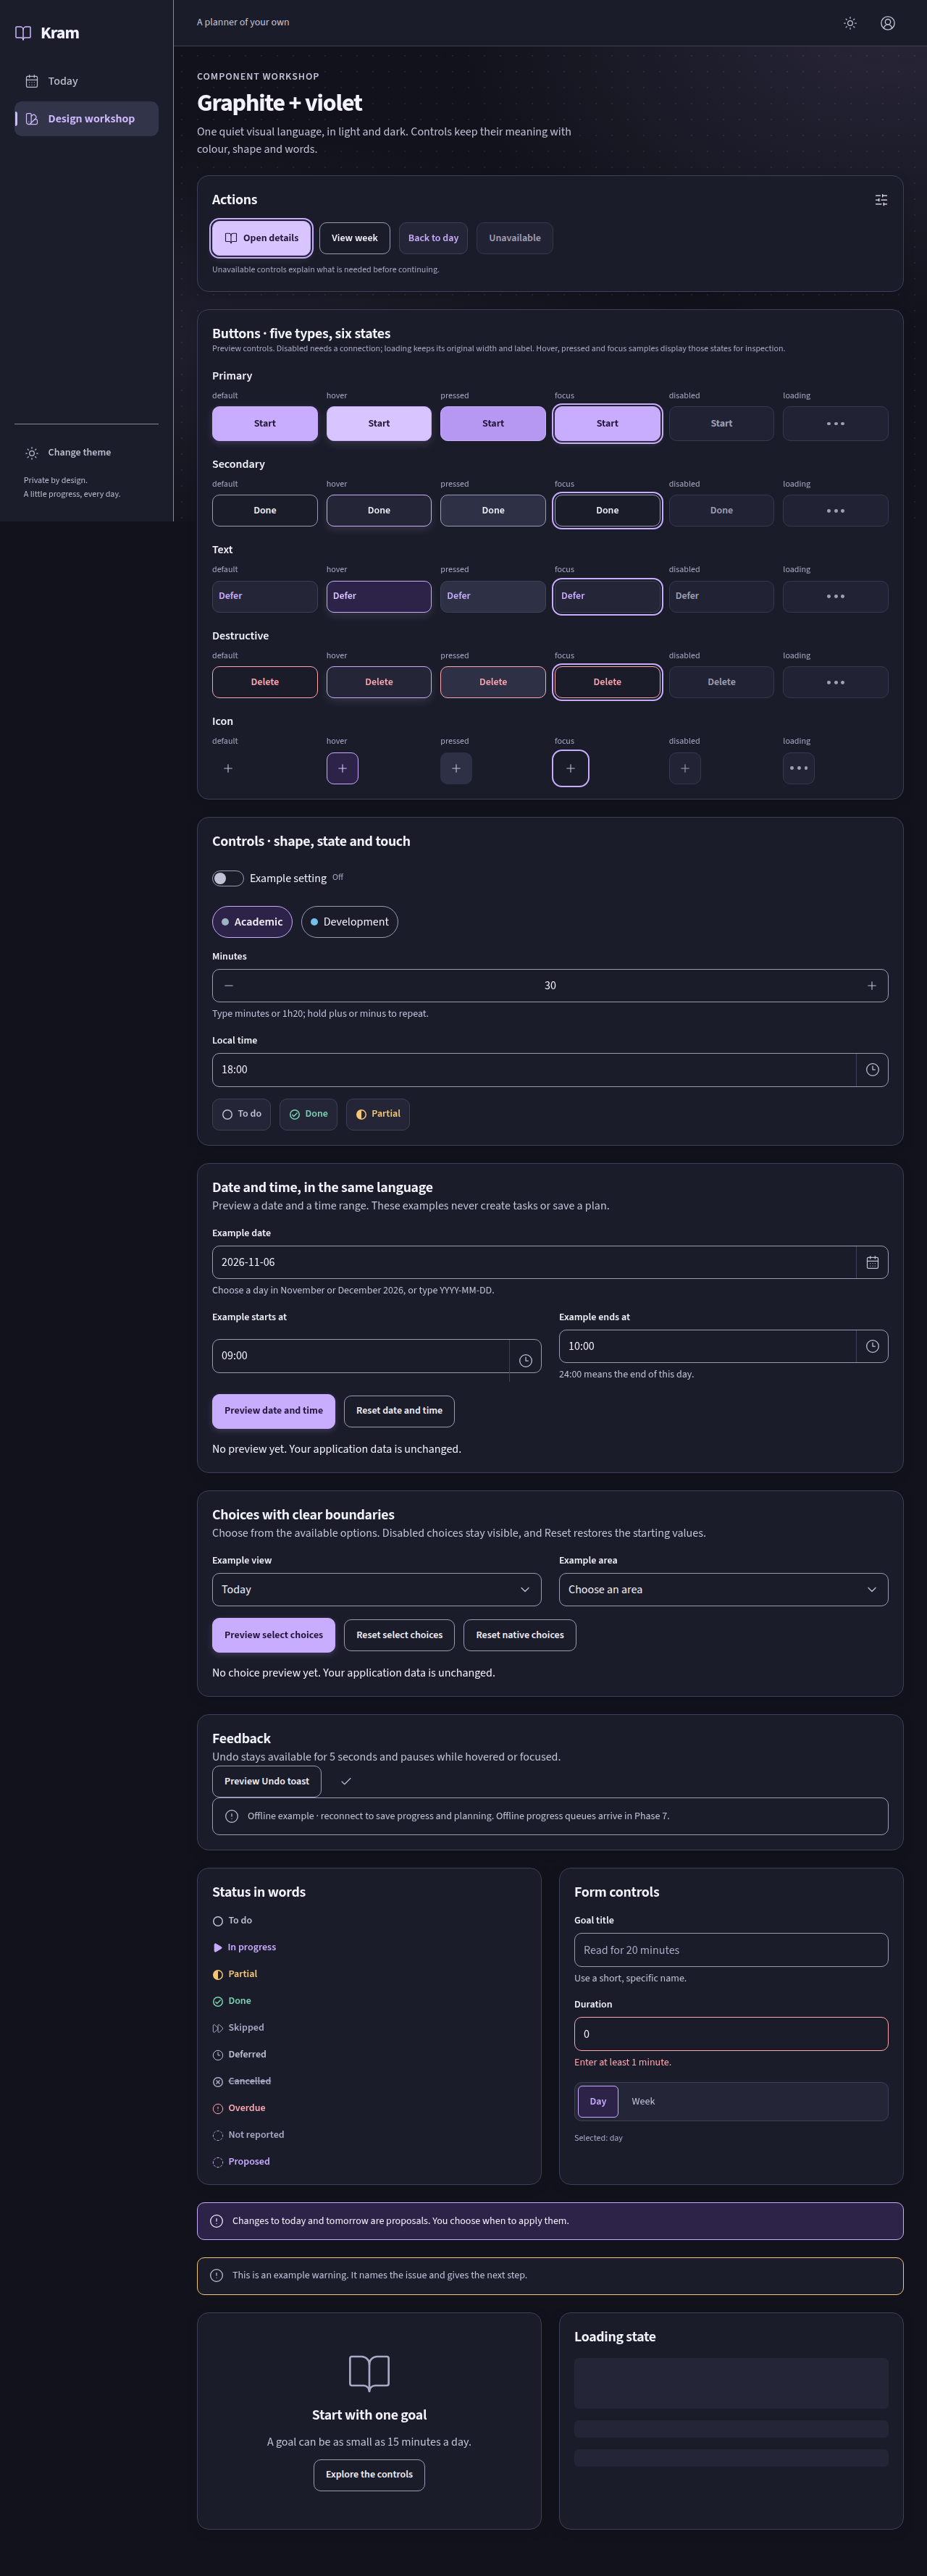 Kram
Today
Design workshop
Change theme
Private by design.
A little progress, every day.
A planner of your own
COMPONENT WORKSHOP
Graphite + violet
One quiet visual language, in light and dark. Controls keep their meaning with
colour, shape and words.
Actions
Open details
View week
Back to day
Unavailable
Unavailable controls explain what is needed before continuing.
Buttons · five types, six states
Preview controls. Disabled needs a connection; loading keeps its original width and label. Hover, pressed and focus samples display those states for inspection.
Primary
default hover pressed focus disabled loading
Start Start Start Start Start
Secondary
default hover pressed focus disabled loading
Done Done Done Done Done
Text
default hover pressed focus disabled loading
Defer Defer Defer Defer Defer
Destructive
default hover pressed focus disabled loading
Delete Delete Delete Delete Delete
Icon
default hover pressed focus disabled loading
Controls · shape, state and touch
Example setting Off
Academic Development
Minutes
30
Type minutes or 1h20; hold plus or minus to repeat.
Local time
18:00
To do Done Partial
Date and time, in the same language
Preview a date and a time range. These examples never create tasks or save a plan.
Example date
2026-11-06
Choose a day in November or December 2026, or type YYYY-MM-DD.
Example starts at Example ends at
09:00 10:00
24:00 means the end of this day.
Preview date and time Reset date and time
No preview yet. Your application data is unchanged.
Choices with clear boundaries
Choose from the available options. Disabled choices stay visible, and Reset restores the starting values.
Example view Example area
Today Choose an area
Preview select choices Reset select choices Reset native choices
No choice preview yet. Your application data is unchanged.
Feedback
Undo stays available for 5 seconds and pauses while hovered or focused.
Preview Undo toast
Offline example · reconnect to save progress and planning. Offline progress queues arrive in Phase 7.
Status in words
To do
In progress
Partial
Done
Skipped
Deferred
Cancelled
Overdue
Not reported
Proposed
Form controls
Goal title
Read for 20 minutes
Use a short, specific name.
Duration
0
Enter at least 1 minute.
Day Week
Selected: day
Changes to today and tomorrow are proposals. You choose when to apply them.
This is an example warning. It names the issue and gives the next step.
Start with one goal
A goal can be as small as 15 minutes a day.
Explore the controls
Loading state